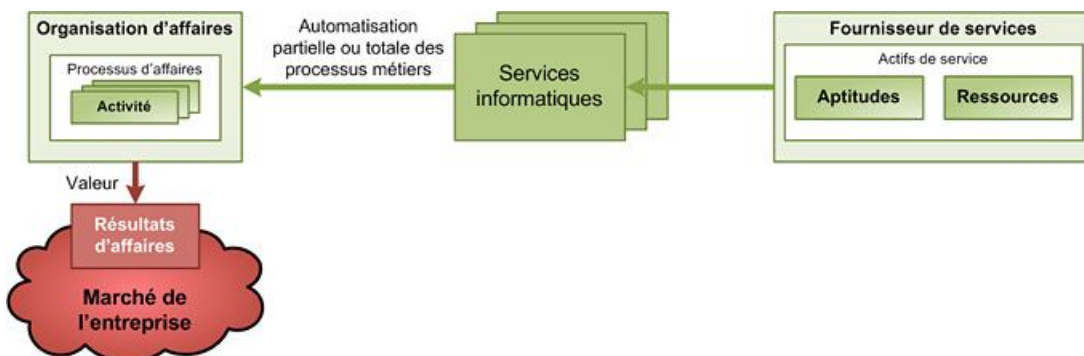 Organisation d'affaires
Processus d'affaires
Activité
Automatisation
partielle ou totale des
processus métiers
Services
informatiques
Fournisseur de services
Actifs de service
Aptitudes
Ressources
Valeur
Résultats
d'affaires
Marché de
l'entreprise